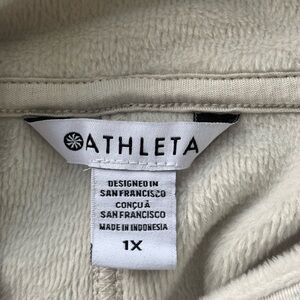 ATHLETA
DESIGNED IN
SAN FRANCISCO
CONÇU À
SAN FRANCISCO
MADE IN INDONESIA
1X